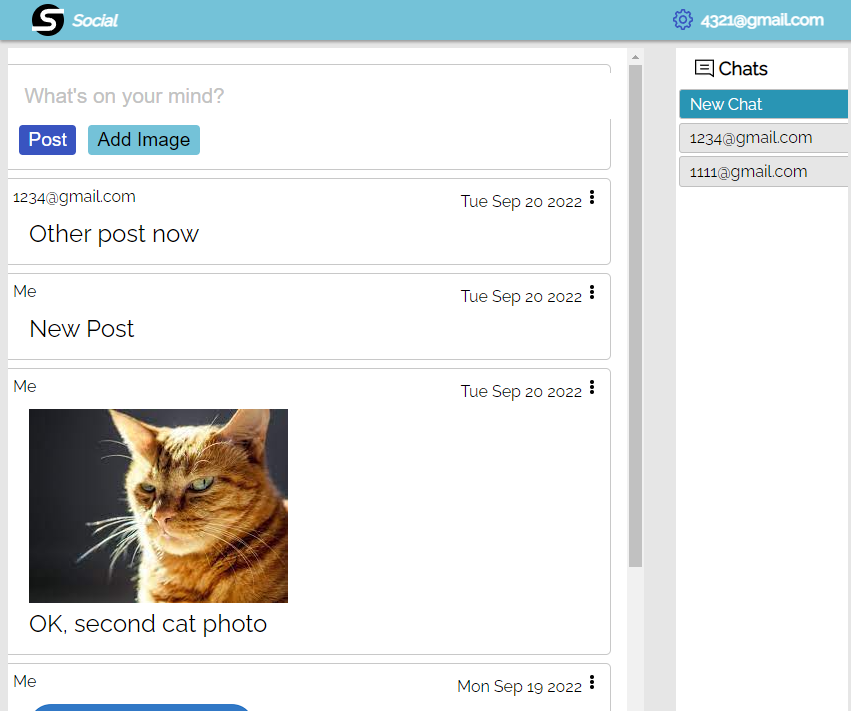 S Social
4321@gmail.com
What's on your mind?
Post
Add Image
1234@gmail.com
Tue Sep 20 2022
Other post now
Me
Tue Sep 20 2022
New Post
Me
Tue Sep 20 2022
OK, second cat photo
Me
Mon Sep 19 2022
Chats
New Chat
1234@gmail.com
1111@gmail.com